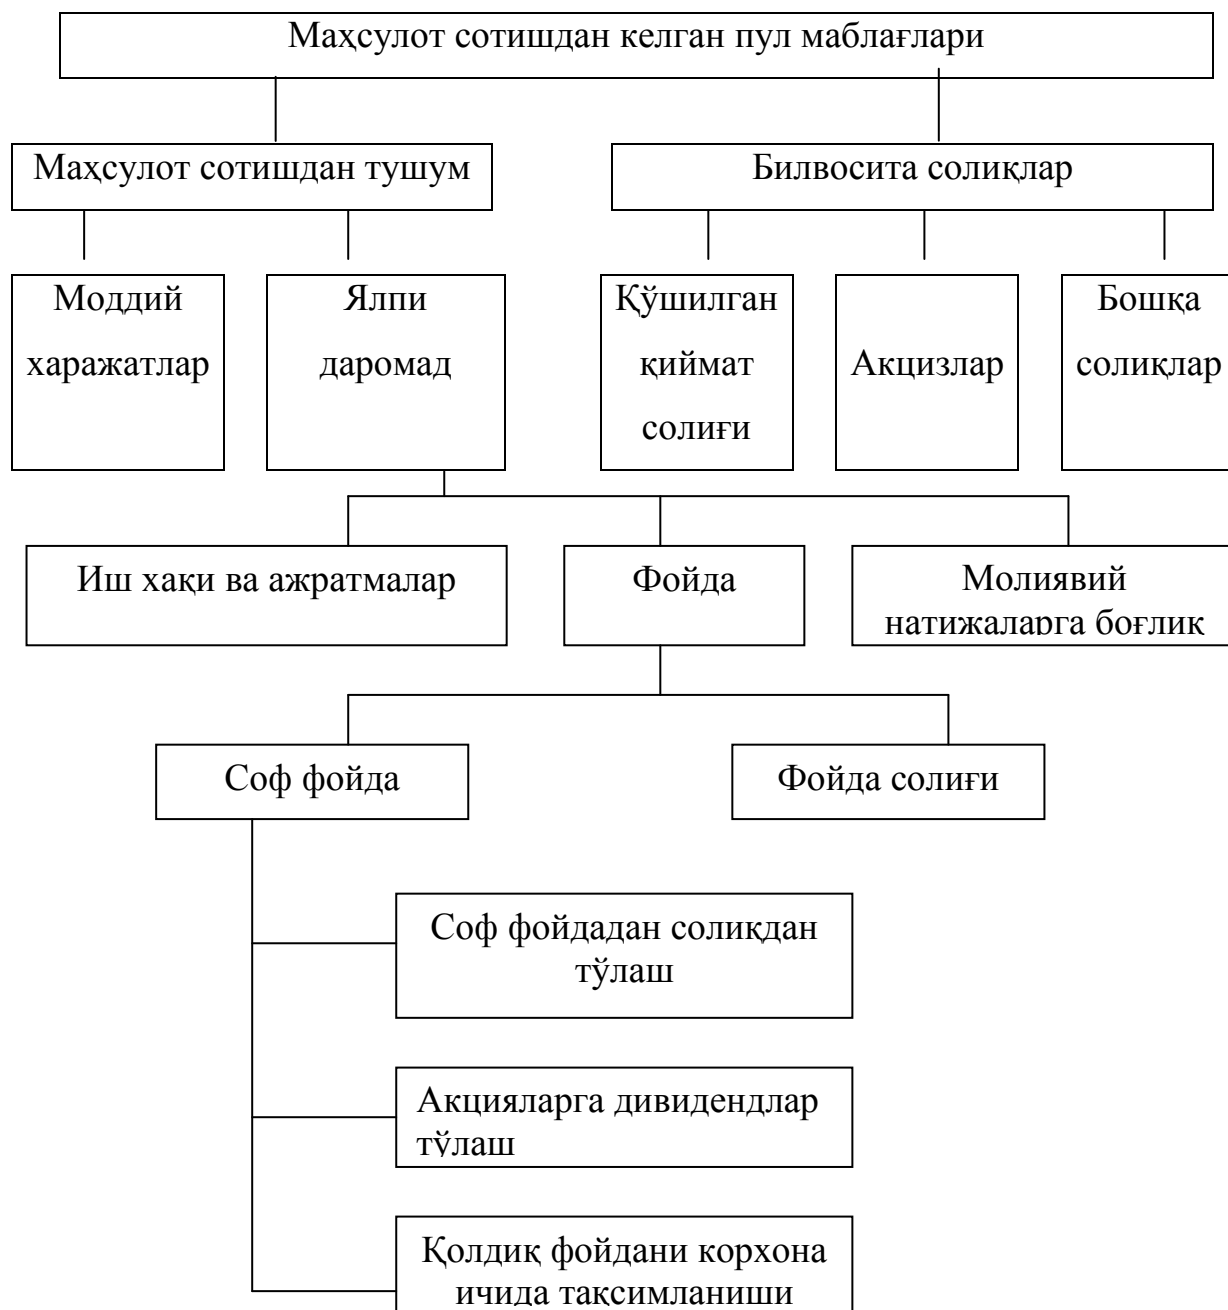 Маҳсулот сотишдан келган пул маблағлари
Маҳсулот сотишдан тушум
Билвосита солиқлар
Моддий
харажатлар
Ялпи
даромад
Қўшилган
қиймат
солиғи
Акцизлар
Бошқа
солиқлар
Иш хақи ва ажратмалар
Фойда
Молиявий
натижаларга боғлиқ
Соф фойда
Фойда солиғи
Соф фойдадан солиқдан
тўлаш
Акцияларга дивидендлар
тўлаш
Қолдиқ фойдани корхона
ичида тақсимланиши